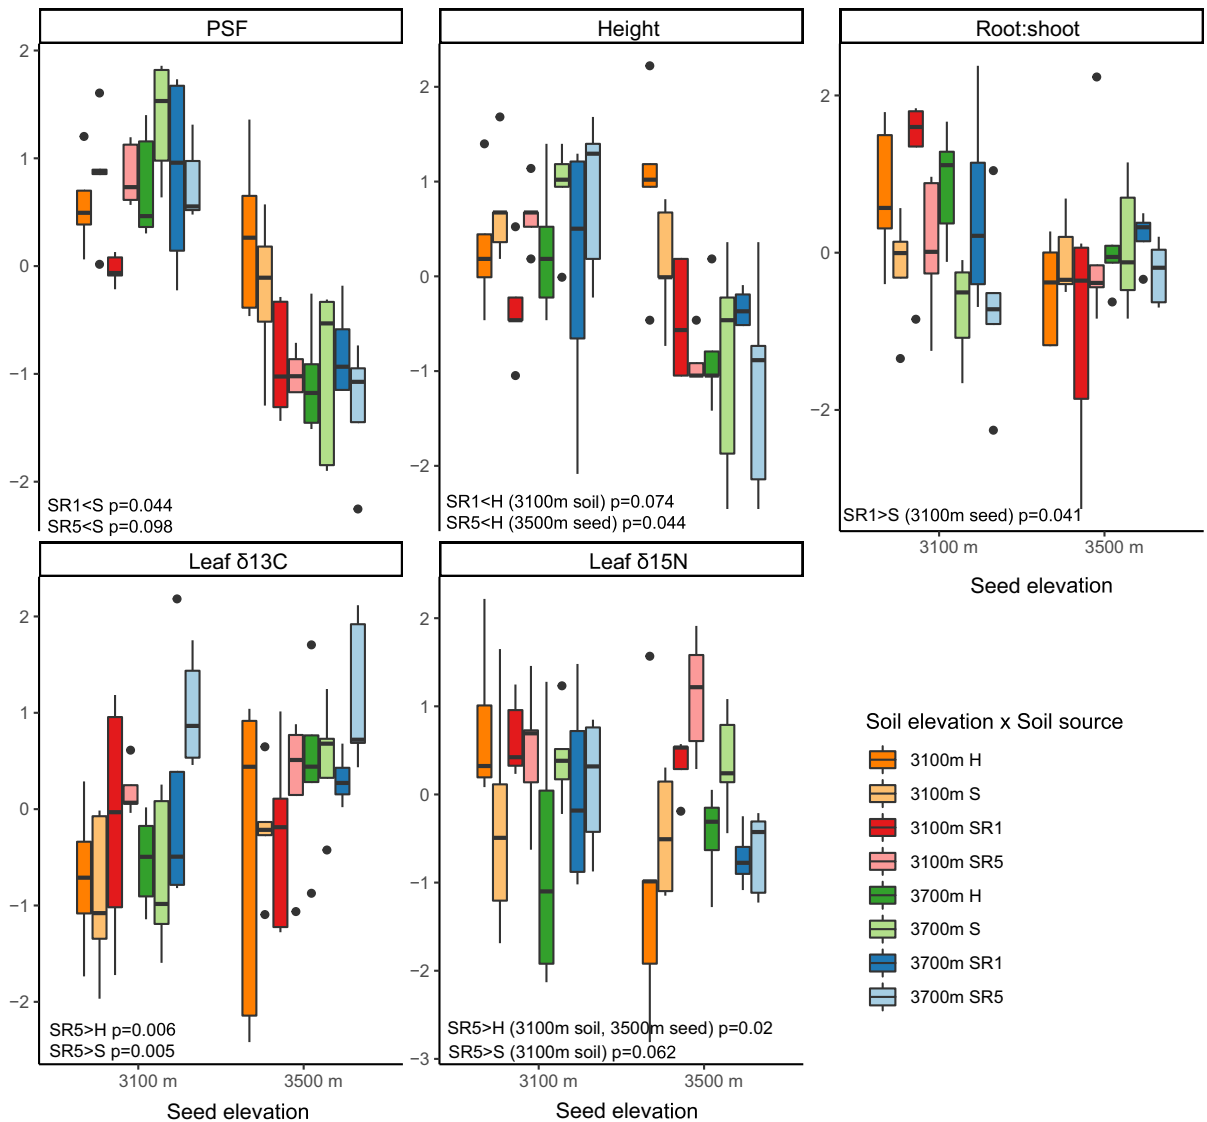 PSF
2
1
0
−1
−2
SR1<S p=0.044
SR5<S p=0.098
Height
2
1
0
−1
−2
SR1<H (3100m soil) p=0.074
SR5<H (3500m seed) p=0.044
Root:shoot
2
0
−2
SR1>S (3100m seed) p=0.041
3100 m
3500 m
Seed elevation
Leaf δ13C
2
1
0
−1
−2
SR5>H p=0.006
SR5>S p=0.005
3100 m
3500 m
Seed elevation
Leaf δ15N
2
1
0
−1
−2
−3
SR5>H (3100m soil, 3500m seed) p=0.02
SR5>S (3100m soil) p=0.062
3100 m
3500 m
Seed elevation
Soil elevation x Soil source
3100m H
3100m S
3100m SR1
3100m SR5
3700m H
3700m S
3700m SR1
3700m SR5